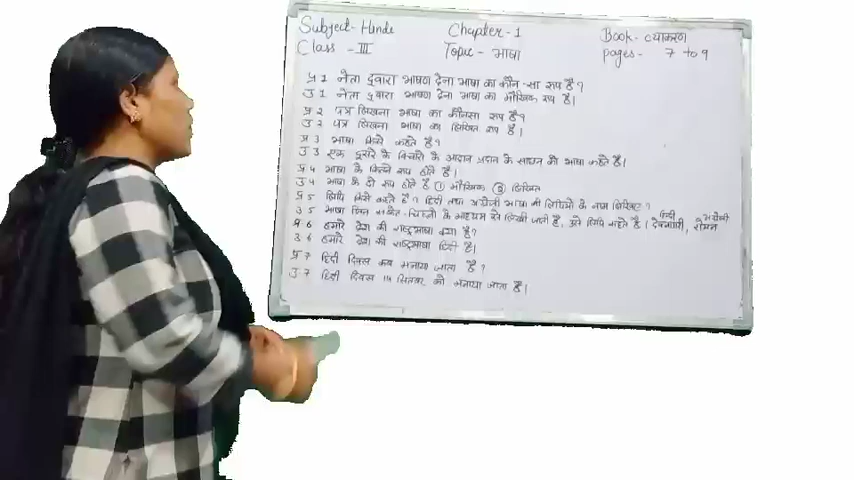 Subject- Hinde Chapter-1 Book- व्याकरण
Class - III Topic - भाषा pages- 7 to 9
प्र 1 नेता द्वारा भाषण देना भाषा का कौन-सा रूप है?
उ 1 नेता द्वारा भाषण देना भाषा का मौखिक रूप है।
प्र 2 पत्र लिखना भाषा का कौनसा रूप है?
उ 2 पत्र लिखना भाषा का लिखित रूप है।
प्र 3 भाषा किसे कहते है?
उ 3 एक दूसरे के विचारों के आदान प्रदान के साधन को भाषा कहते है।
प्र 4 भाषा के कितने रूप होते है।
उ 4 भाषा के दो रूप होते है ① मौखिक ② लिखित
प्र 5 लिपि किसे कहते है? हिंदी तथा अंग्रेजी भाषा की लिपियों के नाम लिखिए?
उ 5 भाषा जिन संकेत-चिह्नों के माध्यम से लिखी जाती है, उसे लिपि कहते है। हिन्दी देवनागरी, अंग्रेजी रोमन
प्र 6 हमारे देश की राष्ट्रभाषा क्या है?
उ 6 हमारे देश की राष्ट्रभाषा हिंदी है।
प्र 7 हिंदी दिवस कब मनाया जाता है?
उ 7 हिंदी दिवस 14 सितंबर को मनाया जाता है।